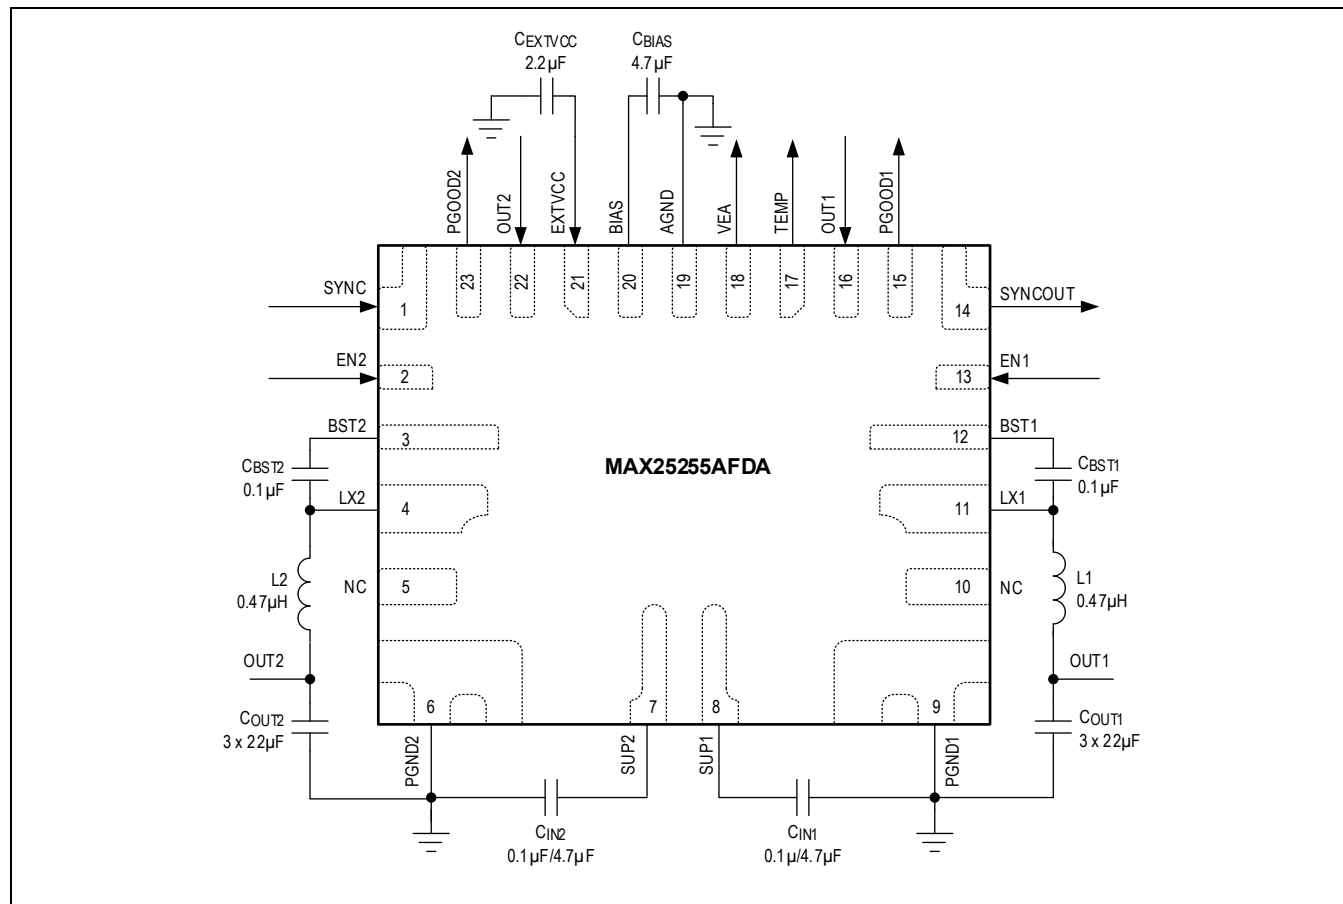 CEXTVCC
2.2µF
CBIAS
4.7µF
PGOOD2
OUT2
EXTVCC
BIAS
AGND
VEA
TEMP
OUT1
PGOOD1
23
22
21
20
19
18
17
16
15
SYNC
1
14
SYNCOUT
EN2
2
13
EN1
BST2
3
12
BST1
CBST2
0.1µF
MAX25255AFDA
CBST1
0.1µF
LX2
4
11
LX1
L2
0.47µH
NC
5
10
NC
L1
0.47µH
OUT2
OUT1
6
7
8
9
COUT2
3 x 22µF
COUT1
3 x 22µF
PGND2
SUP2
SUP1
PGND1
CIN2
0.1µF/4.7µF
CIN1
0.1µ/4.7µF